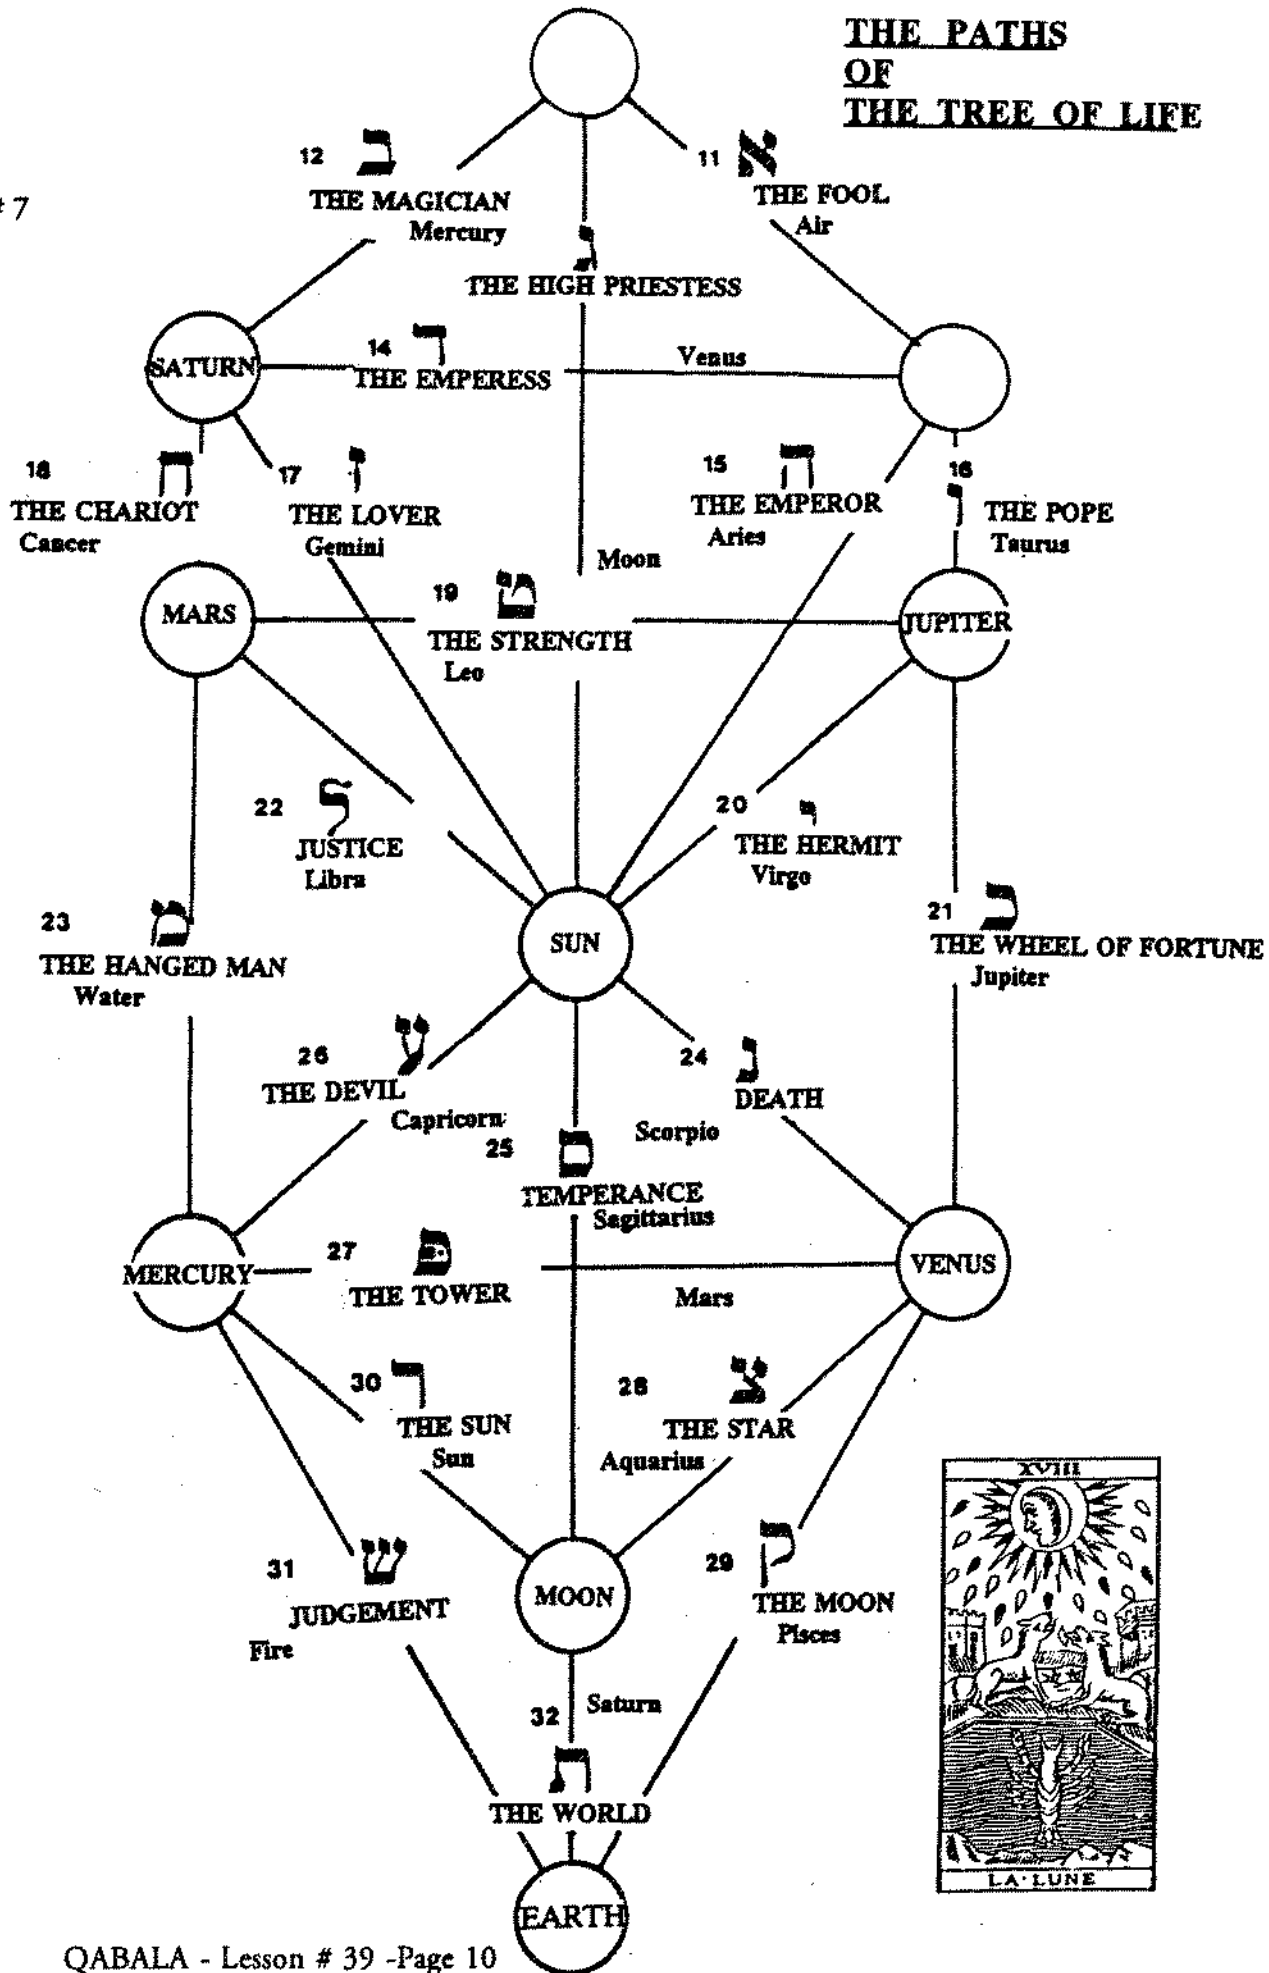 THE PATHS
OF
THE TREE OF LIFE
12 ב
11 א
# 7
THE MAGICIAN
Mercury
THE FOOL
Air
ג
THE HIGH PRIESTESS
14 ד
THE EMPERESS
Venus
SATURN
18 ח
THE CHARIOT
Cancer
17 ז
THE LOVER
Gemini
15
THE EMPEROR
Aries
16
ו
THE POPE
Taurus
Moon
MARS
19 ט
THE STRENGTH
Leo
JUPITER
22 ל
JUSTICE
Libra
20 י
THE HERMIT
Virgo
23 מ
THE HANGED MAN
Water
SUN
21 כ
THE WHEEL OF FORTUNE
Jupiter
26 ע
THE DEVIL
Capricorn
24 נ
DEATH
Scorpio
25 ס
TEMPERANCE
Sagittarius
MERCURY
27 פ
THE TOWER
Mars
VENUS
30 ר
THE SUN
Sun
28 צ
THE STAR
Aquarius
31 ש
JUDGEMENT
Fire
MOON
29 ק
THE MOON
Pisces
32
Saturn
ת
THE WORLD
EARTH
XVIII
LA·LUNE
QABALA - Lesson # 39 -Page 10